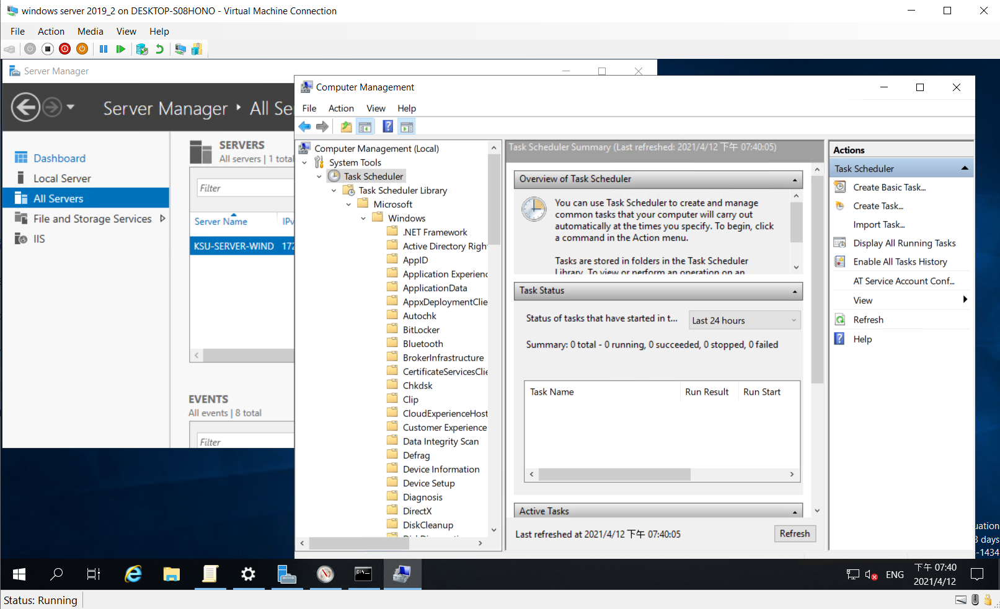 windows server 2019_2 on DESKTOP-S08HONO - Virtual Machine Connection
File Action Media View Help
Server Manager
Server Manager All Se
Dashboard
Local Server
All Servers
File and Storage Services
IIS
SERVERS
All servers | 1 total
Filter
Server Name IPv
KSU-SERVER-WIND 172
EVENTS
All events | 8 total
Filter
Computer Management
File Action View Help
Computer Management (Local)
System Tools
Task Scheduler
Task Scheduler Library
Microsoft
Windows
.NET Framework
Active Directory Righ
AppID
Application Experienc
ApplicationData
AppxDeploymentClie
Autochk
BitLocker
Bluetooth
BrokerInfrastructure
CertificateServicesClie
Chkdsk
Clip
CloudExperienceHost
Customer Experience
Data Integrity Scan
Defrag
Device Information
Device Setup
Diagnosis
DirectX
DiskCleanup
Task Scheduler Summary (Last refreshed: 2021/4/12 下午 07:40:05)
Overview of Task Scheduler
You can use Task Scheduler to create and manage
common tasks that your computer will carry out
automatically at the times you specify. To begin, click
a command in the Action menu.
Tasks are stored in folders in the Task Scheduler
Library. To view or perform an operation on an
Task Status
Status of tasks that have started in t... Last 24 hours
Summary: 0 total - 0 running, 0 succeeded, 0 stopped, 0 failed
Task Name Run Result Run Start
Active Tasks
Last refreshed at 2021/4/12 下午 07:40:05 Refresh
Actions
Task Scheduler
Create Basic Task...
Create Task...
Import Task...
Display All Running Tasks
Enable All Tasks History
AT Service Account Conf...
View
Refresh
Help
uation
3 days
-1434
ENG
下午 07:40
2021/4/12
Status: Running